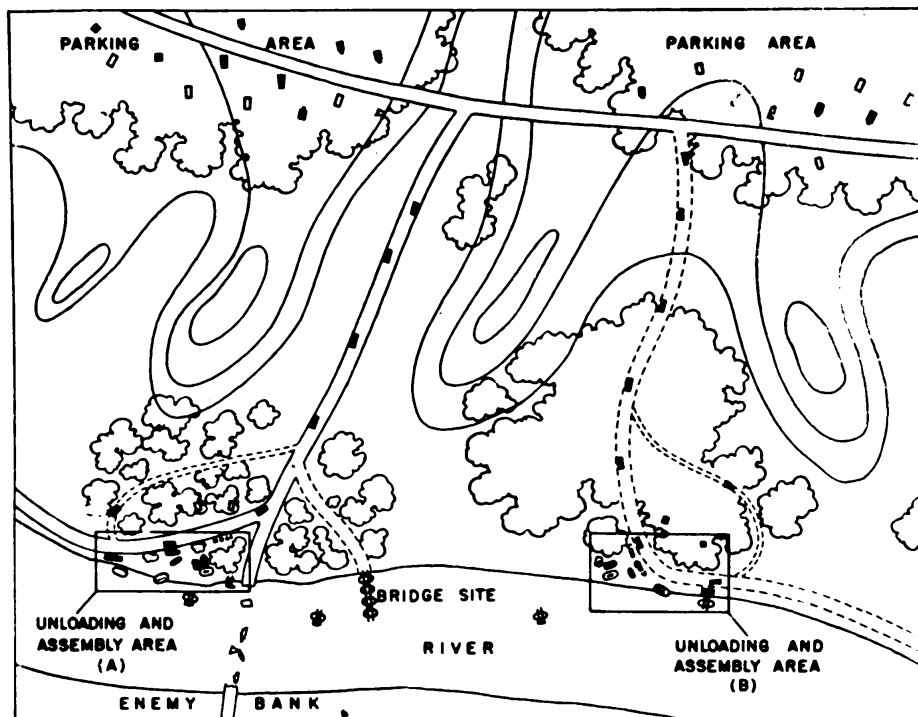 PARKING AREA
PARKING AREA
BRIDGE SITE
UNLOADING AND
ASSEMBLY AREA
(A)
RIVER
UNLOADING AND
ASSEMBLY AREA
(B)
ENEMY BANK